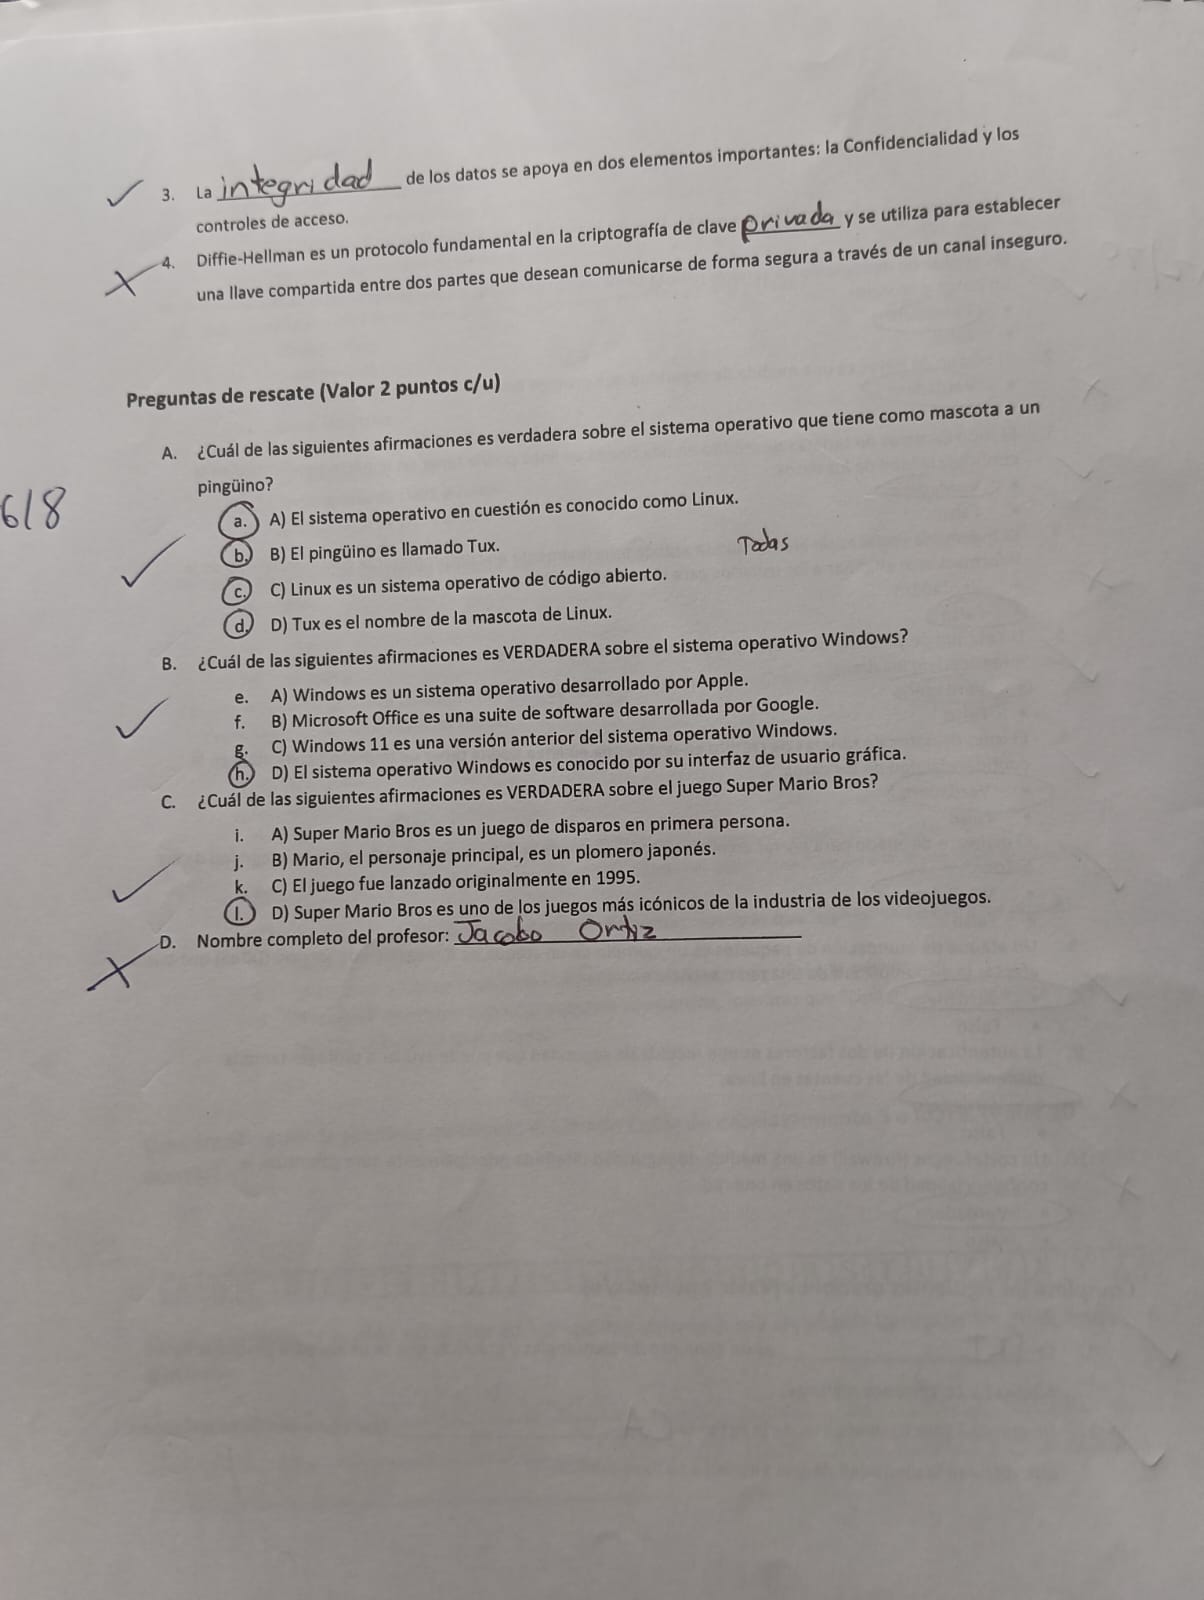 3. La integridad de los datos se apoya en dos elementos importantes: la Confidencialidad y los
controles de acceso.
4. Diffie-Hellman es un protocolo fundamental en la criptografía de clave privada y se utiliza para establecer
una llave compartida entre dos partes que desean comunicarse de forma segura a través de un canal inseguro.
Preguntas de rescate (Valor 2 puntos c/u)
A. ¿Cuál de las siguientes afirmaciones es verdadera sobre el sistema operativo que tiene como mascota a un
pingüino?
6/8
a. A) El sistema operativo en cuestión es conocido como Linux.
b. B) El pingüino es llamado Tux.
Todas
c. C) Linux es un sistema operativo de código abierto.
d. D) Tux es el nombre de la mascota de Linux.
B. ¿Cuál de las siguientes afirmaciones es VERDADERA sobre el sistema operativo Windows?
e. A) Windows es un sistema operativo desarrollado por Apple.
f. B) Microsoft Office es una suite de software desarrollada por Google.
g. C) Windows 11 es una versión anterior del sistema operativo Windows.
h. D) El sistema operativo Windows es conocido por su interfaz de usuario gráfica.
C. ¿Cuál de las siguientes afirmaciones es VERDADERA sobre el juego Super Mario Bros?
i. A) Super Mario Bros es un juego de disparos en primera persona.
j. B) Mario, el personaje principal, es un plomero japonés.
k. C) El juego fue lanzado originalmente en 1995.
l. D) Super Mario Bros es uno de los juegos más icónicos de la industria de los videojuegos.
D. Nombre completo del profesor: Jacobo Ortiz